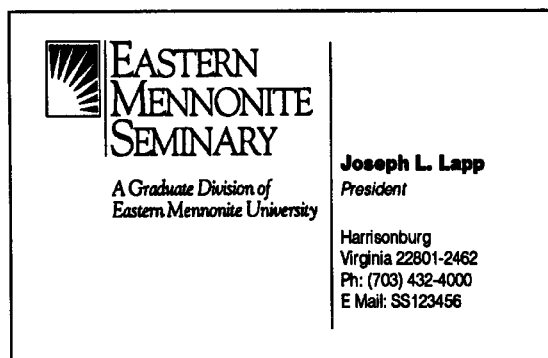 EASTERN
MENNONITE
SEMINARY
A Graduate Division of
Eastern Mennonite University
Joseph L. Lapp
President
Harrisonburg
Virginia 22801-2462
Ph: (703) 432-4000
E Mail: SS123456